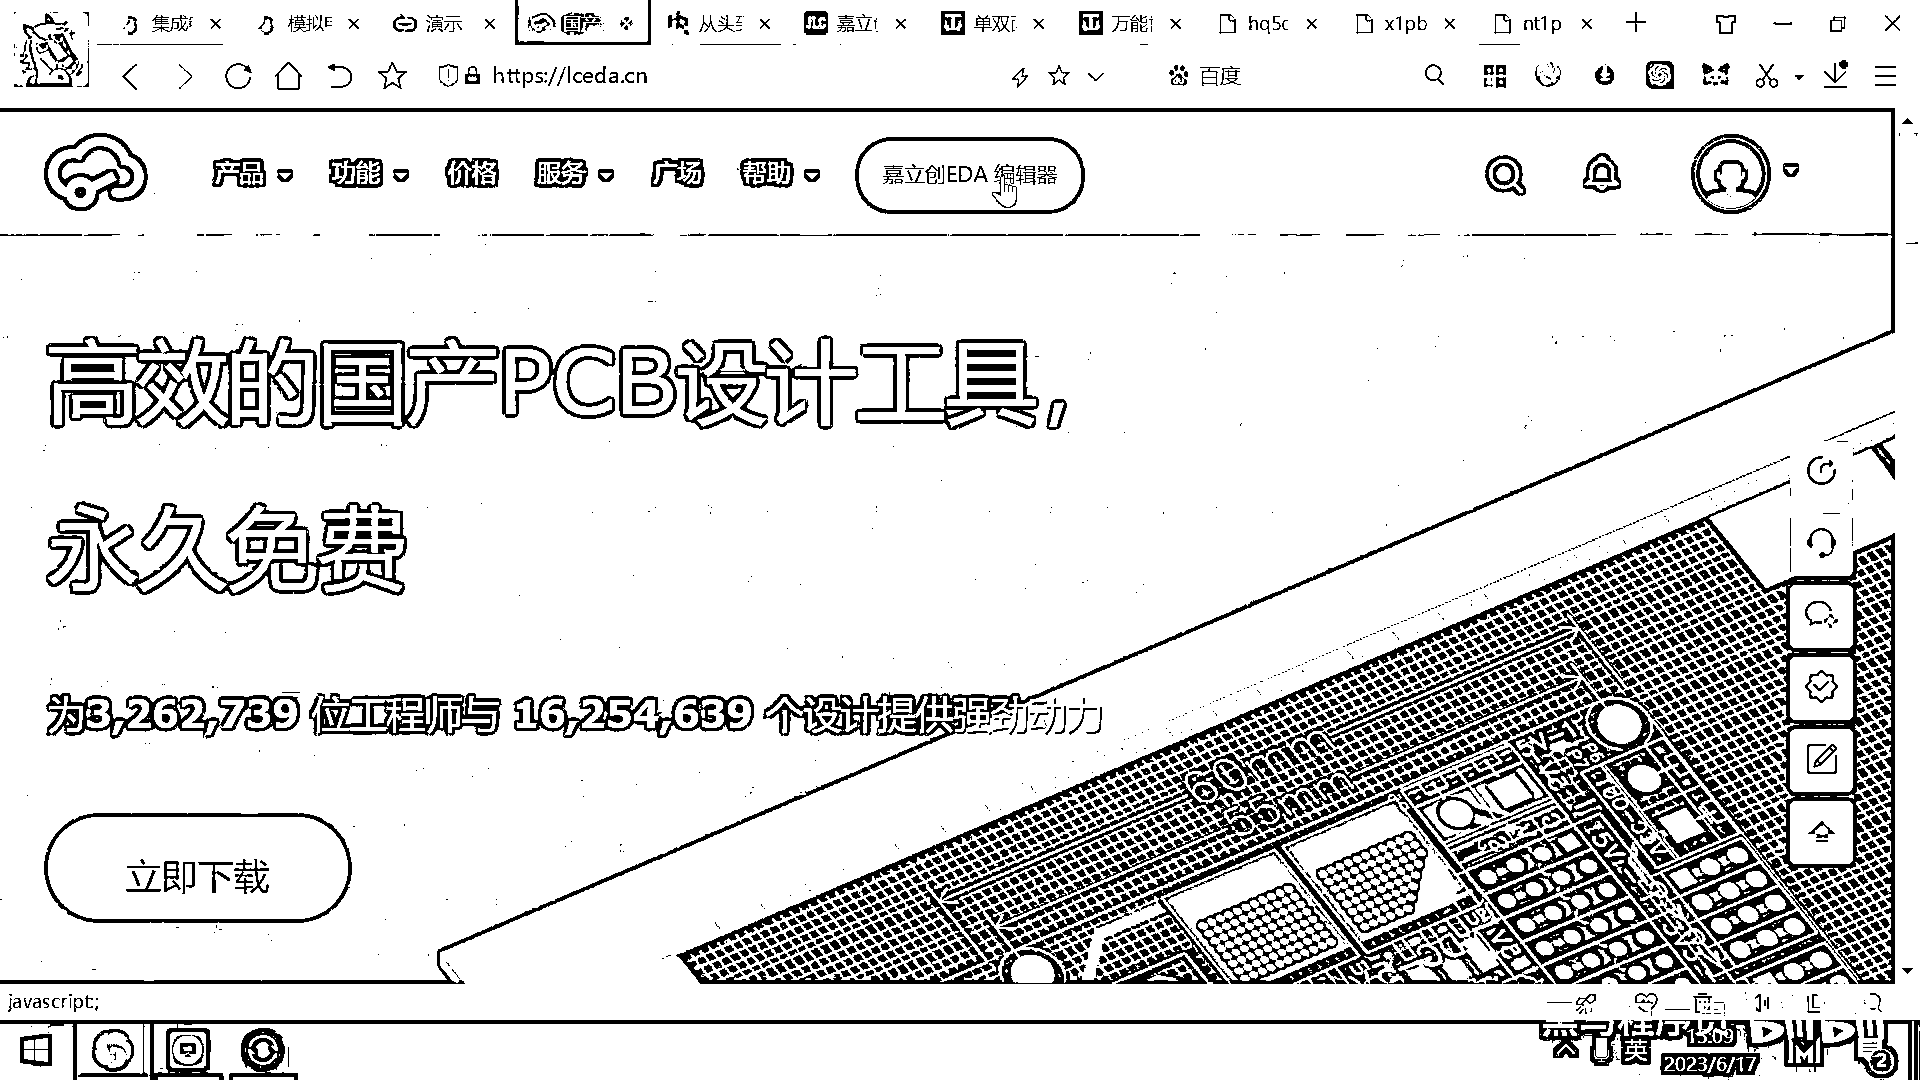 集成 模拟 演示 国产 从头 嘉立 单双 万能 hq5c x1pb nt1p
https://lceda.cn 百度
产品 功能 价格 服务 广场 帮助 嘉立创EDA 编辑器
高效的国产PCB设计工具,
永久免费
为3,262,739 位工程师与 16,254,639 个设计提供强劲动力
60mm
立即下载
javascript:;
英 15:09
2023/6/17
2